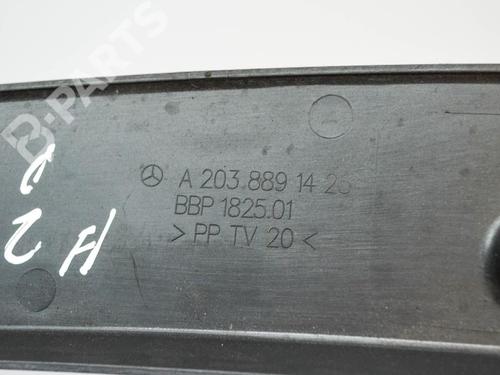 B-PARTS
A 203 889 14 2
BBP 1825.01
> PP TV 20 <